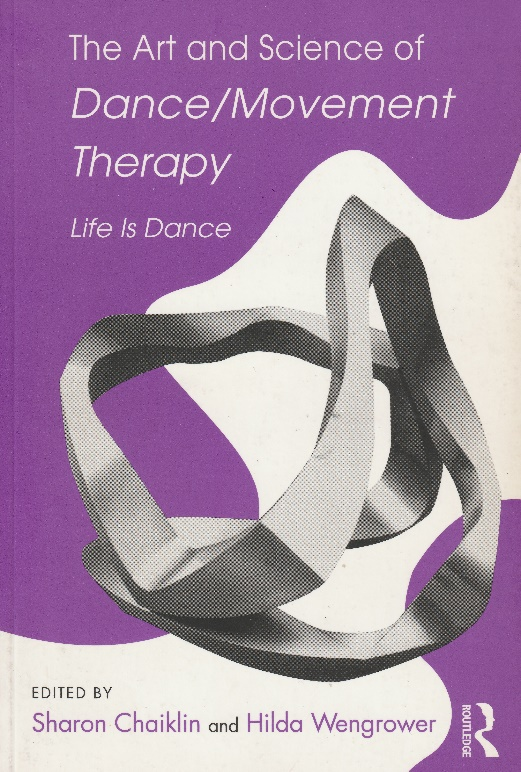 The Art and Science of
Dance/Movement
Therapy
Life Is Dance
EDITED BY
Sharon Chaiklin and Hilda Wengrower
ROUTLEDGE